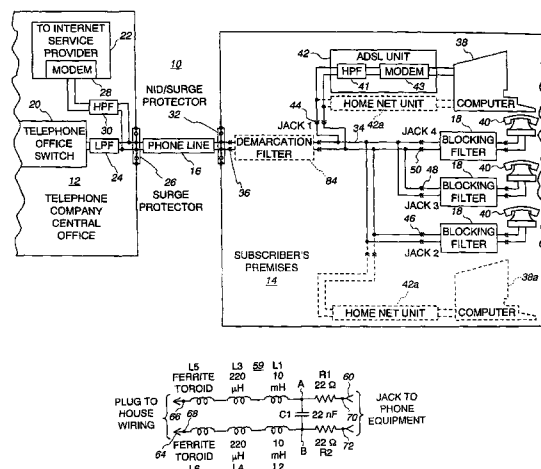 TO INTERNET
SERVICE
PROVIDER
MODEM
22
28
HPF
30
20
TELEPHONE
OFFICE
SWITCH
LPF
24
12
TELEPHONE
COMPANY
CENTRAL
OFFICE
10
NID/SURGE
PROTECTOR
32
PHONE LINE
16
26
SURGE
PROTECTOR
36
42
ADSL UNIT
HPF
MODEM
41
43
38
COMPUTER
44
JACK 1
HOME NET UNIT
42a
34
DEMARCATION
FILTER
84
JACK 4
50
18
BLOCKING
FILTER
40
48
JACK 3
18
BLOCKING
FILTER
40
46
JACK 2
18
BLOCKING
FILTER
40
SUBSCRIBER'S
PREMISES
14
42a
HOME NET UNIT
COMPUTER
38a
59
L5
FERRITE
TOROID
L3
220
μH
L1
10
mH
A
R1
22 Ω
60
PLUG TO
HOUSE
WIRING
66
68
64
C1
22 nF
70
72
JACK TO
PHONE
EQUIPMENT
FERRITE
TOROID
L6
220
μH
L4
10
mH
L2
B
22 Ω
R2